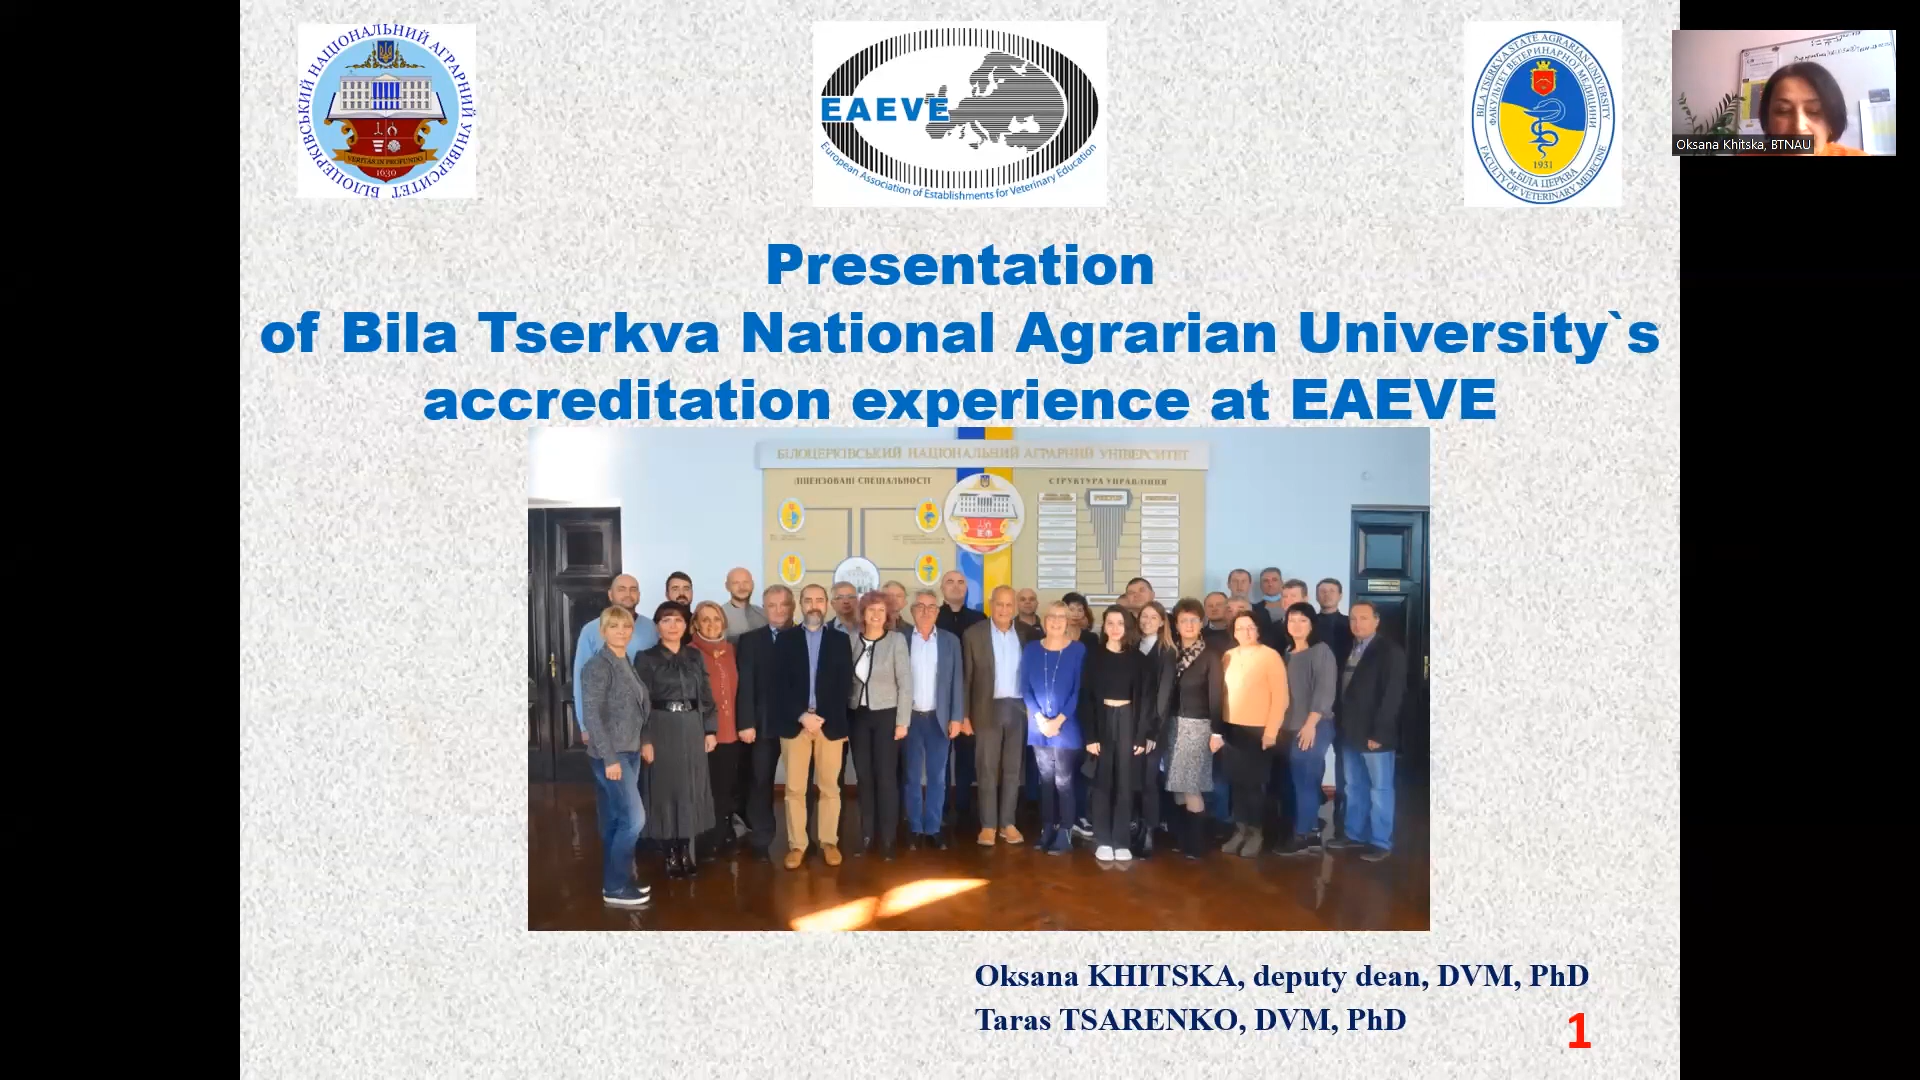 БІЛОЦЕРКІВСЬКИЙ НАЦІОНАЛЬНИЙ АГРАРНИЙ УНІВЕРСИТЕТ
VERITAS IN PROFUNDO
1630
EAEVE
European Association of Establishments for Veterinary Education
BILA TSERKVA STATE AGRARIAN UNIVERSITY
ФАКУЛЬТЕТ ВЕТЕРИНАРНОЇ МЕДИЦИНИ
1931
м.БІЛА ЦЕРКВА
FACULTY OF VETERINARY MEDICINE
Oksana Khitska, BTNAU
Presentation
of Bila Tserkva National Agrarian University`s
accreditation experience at EAEVE
БІЛОЦЕРКІВСЬКИЙ НАЦІОНАЛЬНИЙ АГРАРНИЙ УНІВЕРСИТЕТ
ЛІЦЕНЗОВАНІ СПЕЦІАЛЬНОСТІ
СТРУКТУРА УПРАВЛІННЯ
РЕКТОР
Oksana KHITSKA, deputy dean, DVM, PhD
Taras TSARENKO, DVM, PhD
1